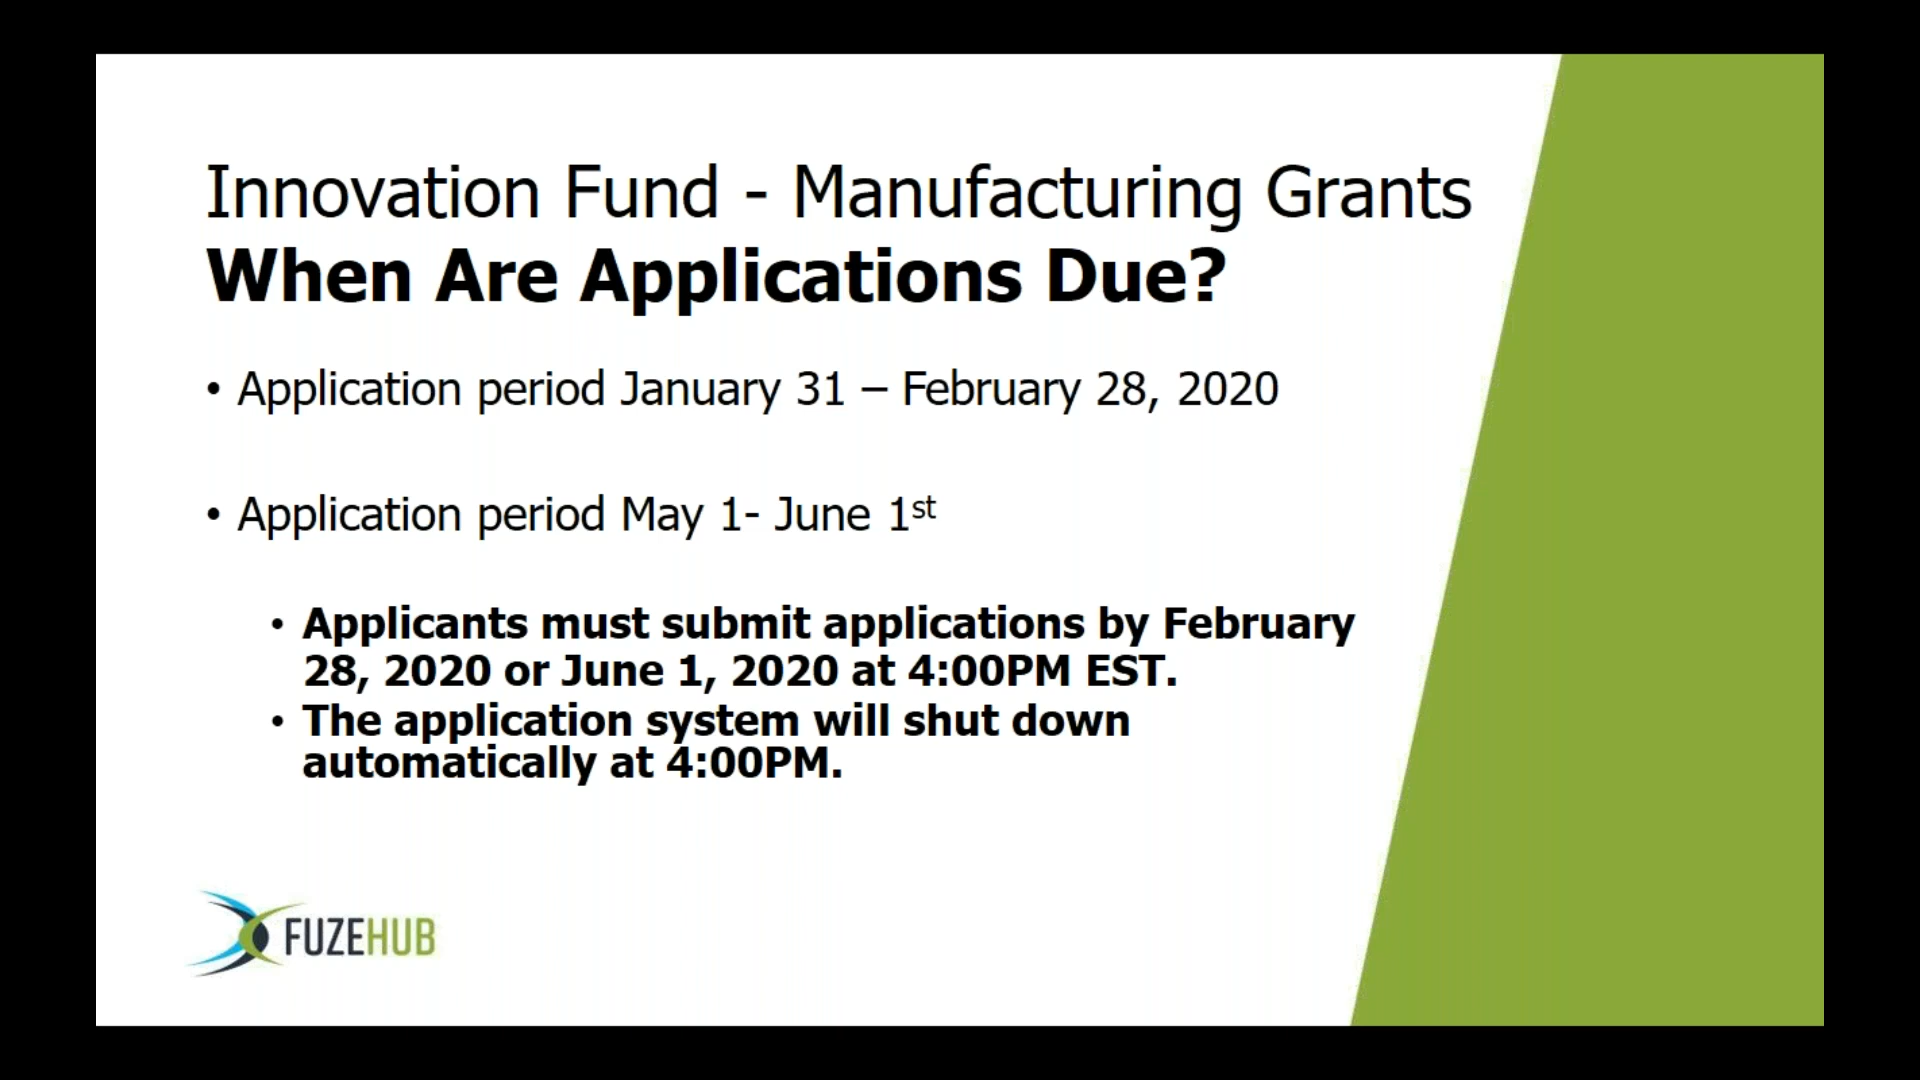 Innovation Fund - Manufacturing Grants
When Are Applications Due?
• Application period January 31 – February 28, 2020
• Application period May 1- June 1st
• Applicants must submit applications by February
28, 2020 or June 1, 2020 at 4:00PM EST.
• The application system will shut down
automatically at 4:00PM.
FUZEHUB